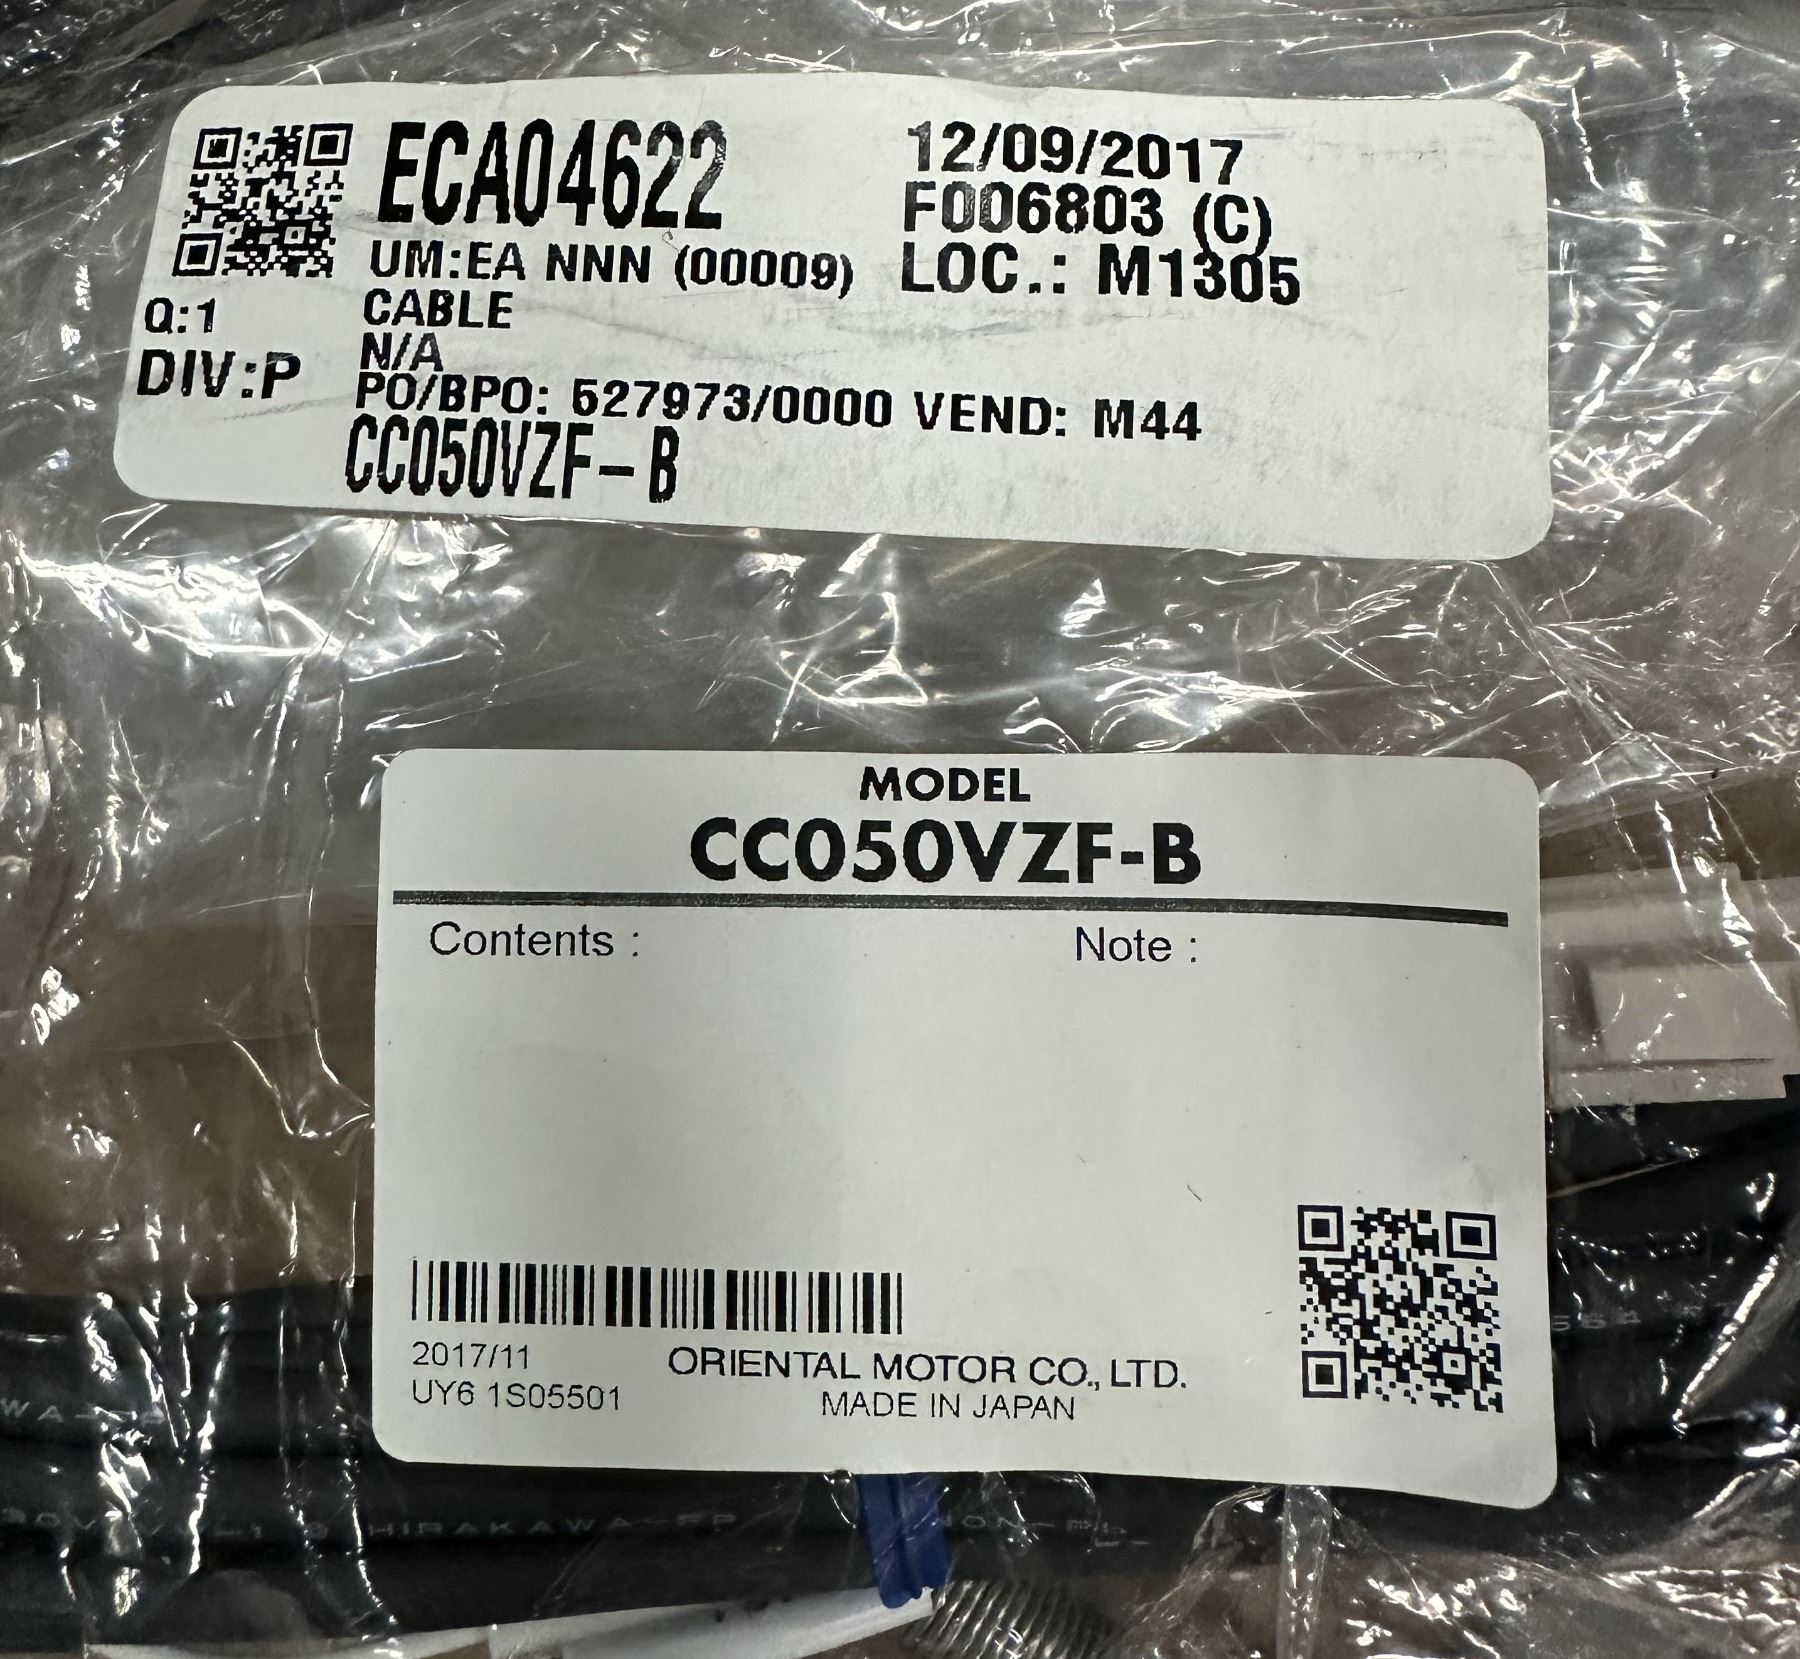 ECA04622
12/09/2017
F006803 (C)
UM:EA NNN (00009)
LOC.: M1305
Q:1
CABLE
DIV:P
N/A
PO/BPO: 527973/0000 VEND: M44
CC050VZF-B
MODEL
CC050VZF-B
Contents :
Note :
2017/11
UY6 1S05501
ORIENTAL MOTOR CO., LTD.
MADE IN JAPAN
HIRAKAWA